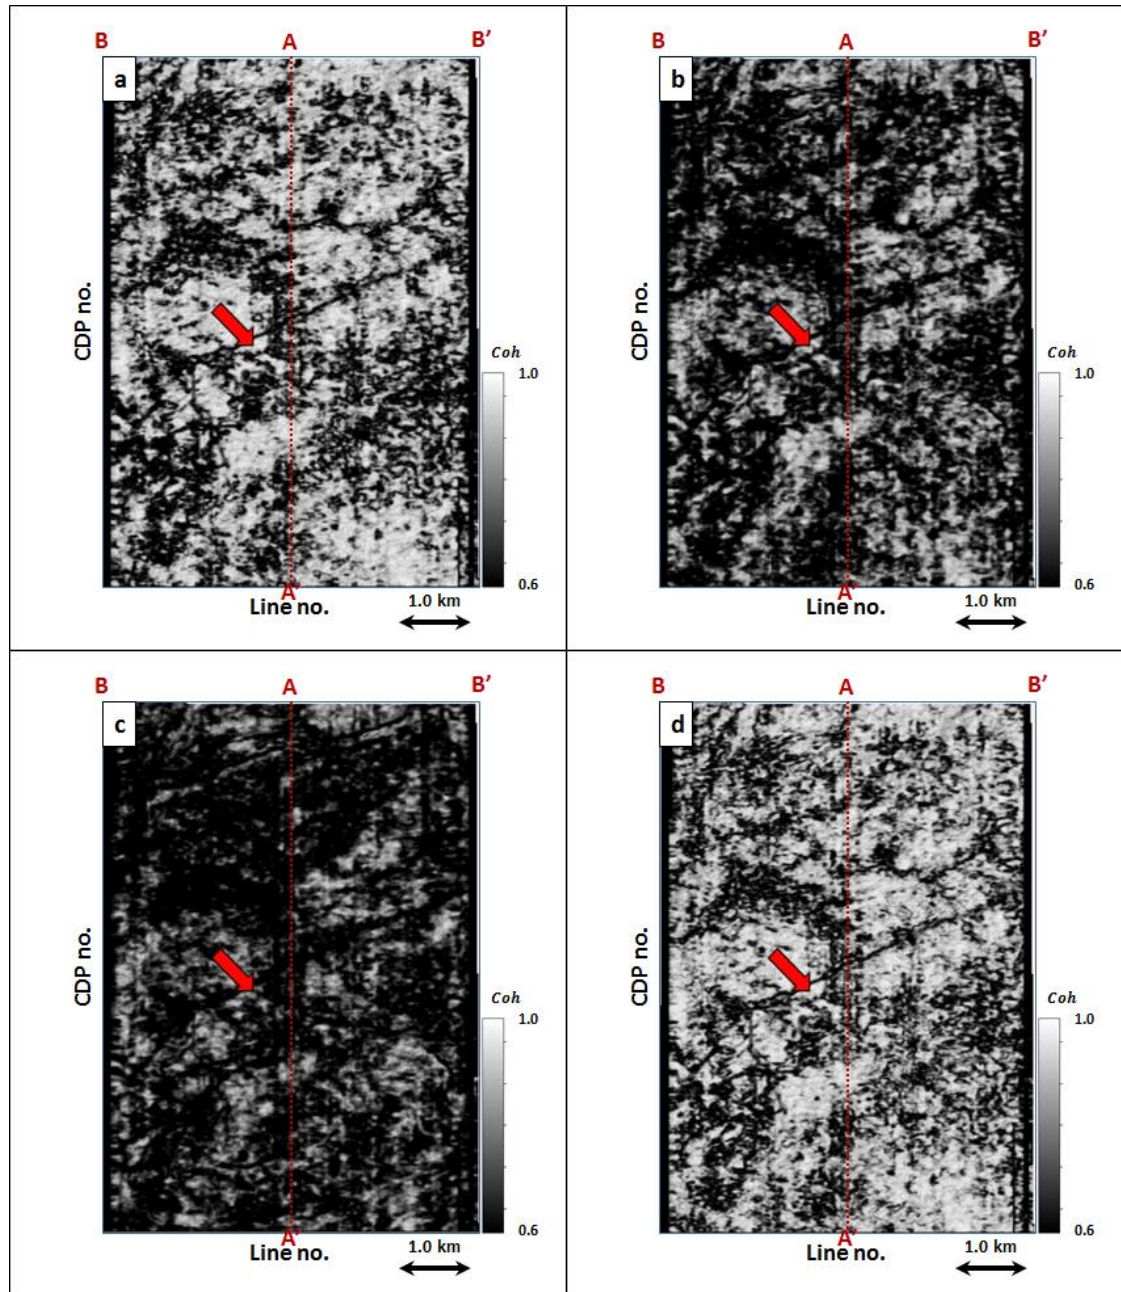 B A B’ B A B’
a b
CDP no. CDP no.
Coh Coh
1.0 1.0
0.6 0.6
A’ A’
Line no. 1.0 km Line no. 1.0 km
B A B’ B A B’
c d
CDP no. CDP no.
Coh Coh
1.0 1.0
0.6 0.6
A’ A’
Line no. 1.0 km Line no. 1.0 km